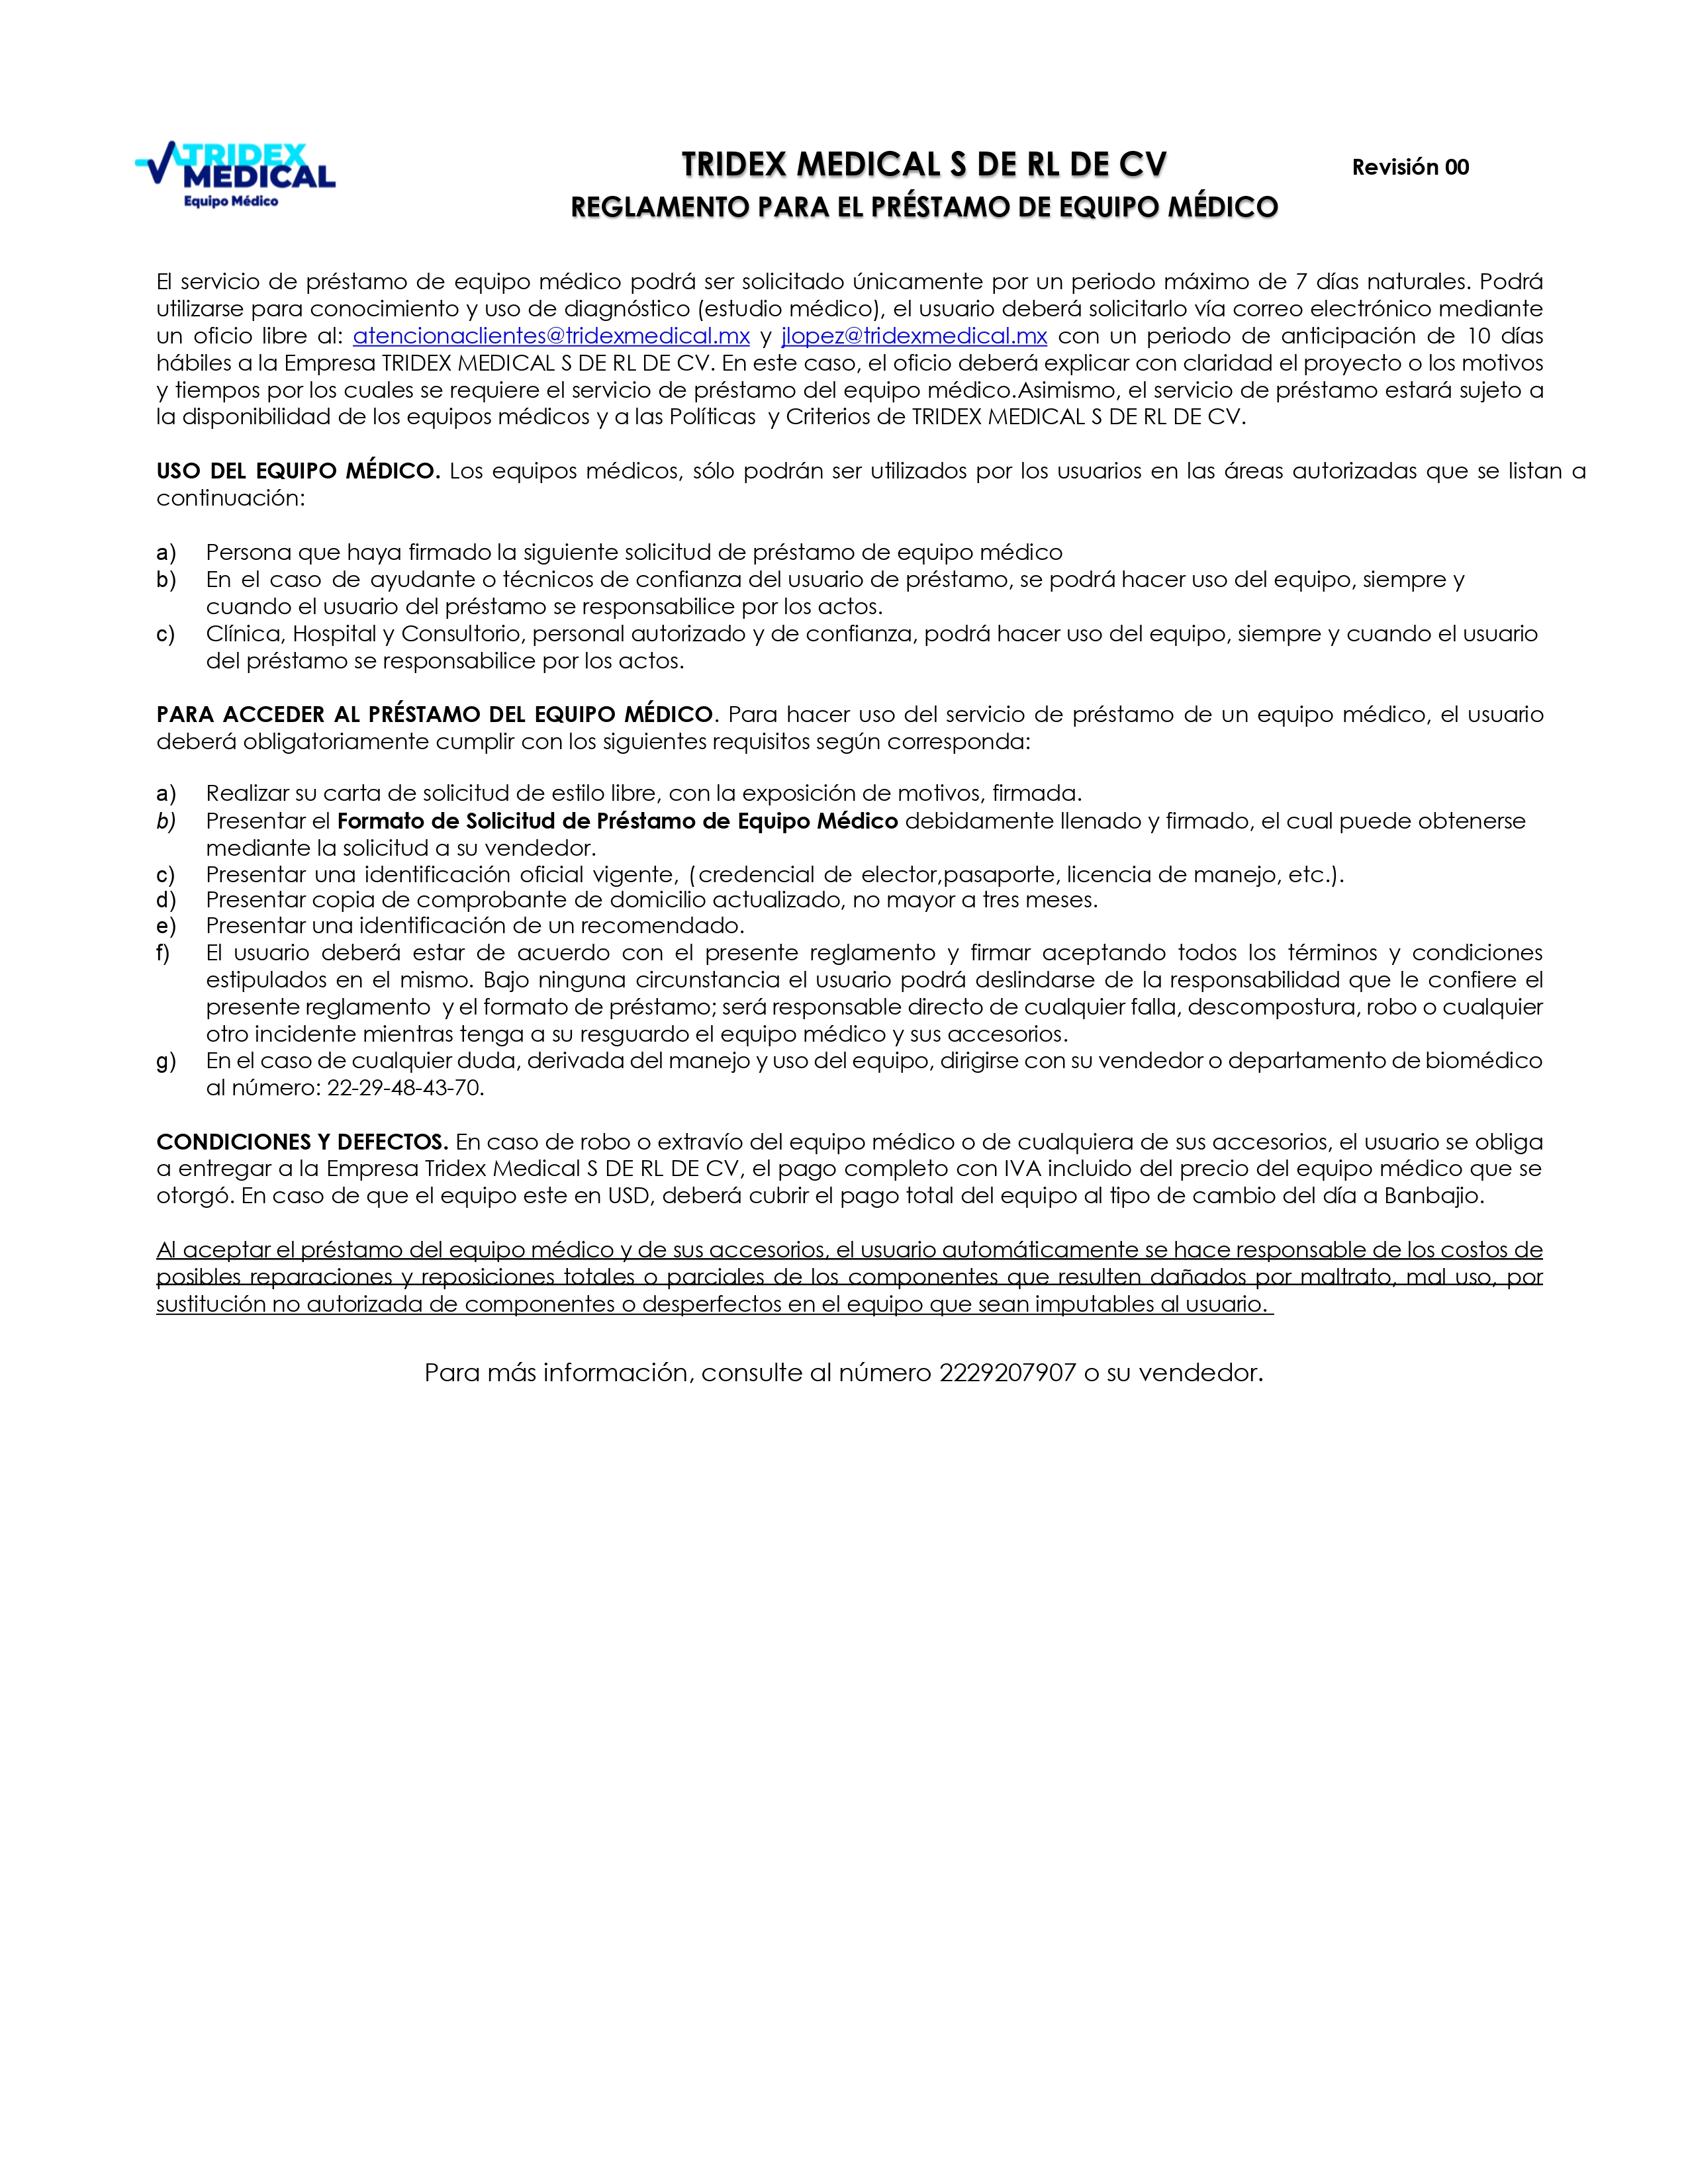 TRIDEX
MEDICAL
Equipo Médico
TRIDEX MEDICAL S DE RL DE CV
Revisión 00
REGLAMENTO PARA EL PRÉSTAMO DE EQUIPO MÉDICO
El servicio de préstamo de equipo médico podrá ser solicitado únicamente por un periodo máximo de 7 días naturales. Podrá
utilizarse para conocimiento y uso de diagnóstico (estudio médico), el usuario deberá solicitarlo vía correo electrónico mediante
un oficio libre al: atencionaclientes@tridexmedical.mx y jlopez@tridexmedical.mx con un periodo de anticipación de 10 días
hábiles a la Empresa TRIDEX MEDICAL S DE RL DE CV. En este caso, el oficio deberá explicar con claridad el proyecto o los motivos
y tiempos por los cuales se requiere el servicio de préstamo del equipo médico.Asimismo, el servicio de préstamo estará sujeto a
la disponibilidad de los equipos médicos y a las Políticas y Criterios de TRIDEX MEDICAL S DE RL DE CV.
USO DEL EQUIPO MÉDICO. Los equipos médicos, sólo podrán ser utilizados por los usuarios en las áreas autorizadas que se listan a
continuación:
a) Persona que haya firmado la siguiente solicitud de préstamo de equipo médico
b) En el caso de ayudante o técnicos de confianza del usuario de préstamo, se podrá hacer uso del equipo, siempre y
cuando el usuario del préstamo se responsabilice por los actos.
c) Clínica, Hospital y Consultorio, personal autorizado y de confianza, podrá hacer uso del equipo, siempre y cuando el usuario
del préstamo se responsabilice por los actos.
PARA ACCEDER AL PRÉSTAMO DEL EQUIPO MÉDICO. Para hacer uso del servicio de préstamo de un equipo médico, el usuario
deberá obligatoriamente cumplir con los siguientes requisitos según corresponda:
a) Realizar su carta de solicitud de estilo libre, con la exposición de motivos, firmada.
b) Presentar el Formato de Solicitud de Préstamo de Equipo Médico debidamente llenado y firmado, el cual puede obtenerse
mediante la solicitud a su vendedor.
c) Presentar una identificación oficial vigente, (credencial de elector,pasaporte, licencia de manejo, etc.).
d) Presentar copia de comprobante de domicilio actualizado, no mayor a tres meses.
e) Presentar una identificación de un recomendado.
f) El usuario deberá estar de acuerdo con el presente reglamento y firmar aceptando todos los términos y condiciones
estipulados en el mismo. Bajo ninguna circunstancia el usuario podrá deslindarse de la responsabilidad que le confiere el
presente reglamento y el formato de préstamo; será responsable directo de cualquier falla, descompostura, robo o cualquier
otro incidente mientras tenga a su resguardo el equipo médico y sus accesorios.
g) En el caso de cualquier duda, derivada del manejo y uso del equipo, dirigirse con su vendedor o departamento de biomédico
al número: 22-29-48-43-70.
CONDICIONES Y DEFECTOS. En caso de robo o extravío del equipo médico o de cualquiera de sus accesorios, el usuario se obliga
a entregar a la Empresa Tridex Medical S DE RL DE CV, el pago completo con IVA incluido del precio del equipo médico que se
otorgó. En caso de que el equipo este en USD, deberá cubrir el pago total del equipo al tipo de cambio del día a Banbajio.
Al aceptar el préstamo del equipo médico y de sus accesorios, el usuario automáticamente se hace responsable de los costos de
posibles reparaciones y reposiciones totales o parciales de los componentes que resulten dañados por maltrato, mal uso, por
sustitución no autorizada de componentes o desperfectos en el equipo que sean imputables al usuario.
Para más información, consulte al número 2229207907 o su vendedor.